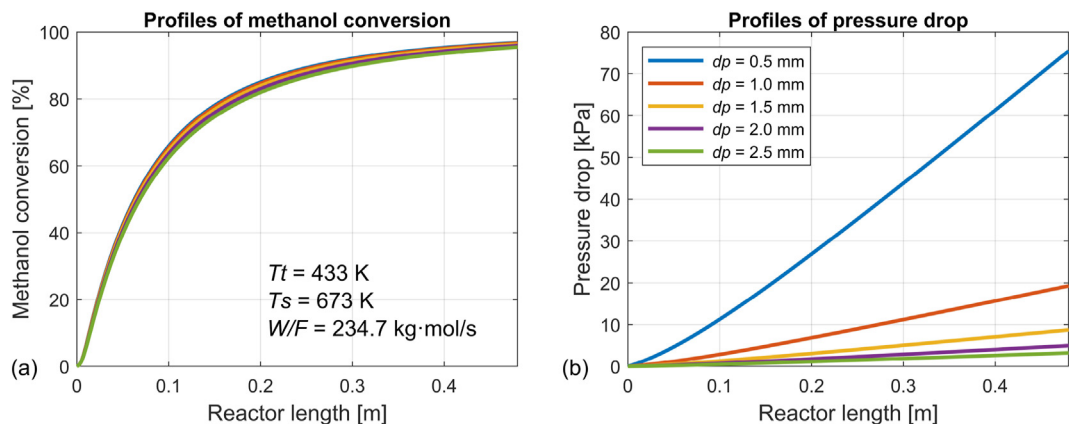 Profiles of methanol conversion
Methanol conversion [%]
100
80
60
40
20
0
Tt = 433 K
Ts = 673 K
W/F = 234.7 kg·mol/s
0
0.1
0.2
0.3
0.4
Reactor length [m]
(a)
Profiles of pressure drop
Pressure drop [kPa]
80
70
60
50
40
30
20
10
0
dp = 0.5 mm
dp = 1.0 mm
dp = 1.5 mm
dp = 2.0 mm
dp = 2.5 mm
0
0.1
0.2
0.3
0.4
Reactor length [m]
(b)